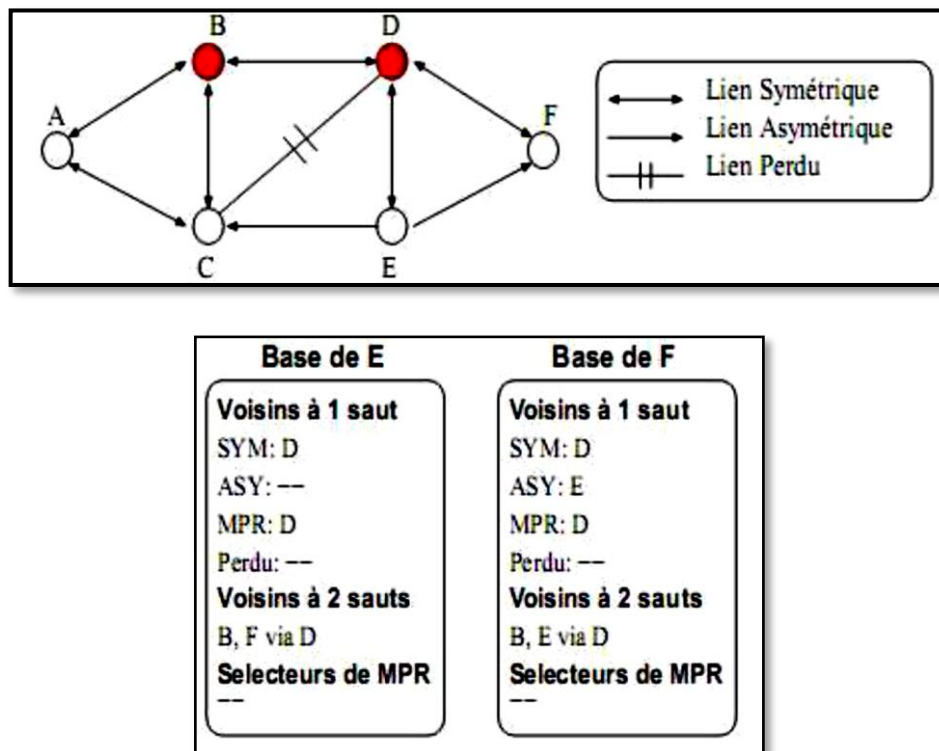 B
D
A
F
C
E
Lien Symétrique
Lien Asymétrique
Lien Perdu
Base de E
Voisins à 1 saut
SYM: D
ASY: −−
MPR: D
Perdu: −−
Voisins à 2 sauts
B, F via D
Selecteurs de MPR
−−
Base de F
Voisins à 1 saut
SYM: D
ASY: E
MPR: D
Perdu: −−
Voisins à 2 sauts
B, E via D
Selecteurs de MPR
−−